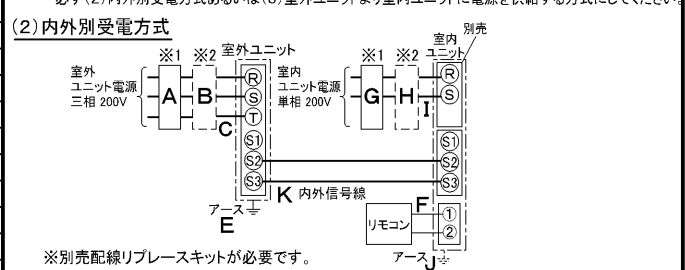 必ず(2)内外別受電方式あるいは(3)室外ユニットより室内ユニットに電源を供給する方式にしてください。
(2)内外別受電方式
別売
※1 ※2 室外ユニット
※1 ※2 室内
ユニット
室外
ユニット電源
三相 200V
A B C
R
S
T
S1
S2
S3
室内
ユニット電源
単相 200V
G H I
R
S
S1
S2
S3
K 内外信号線
アース
E
リモコン
F
1
2
アース J
※別売配線リプレースキットが必要です。